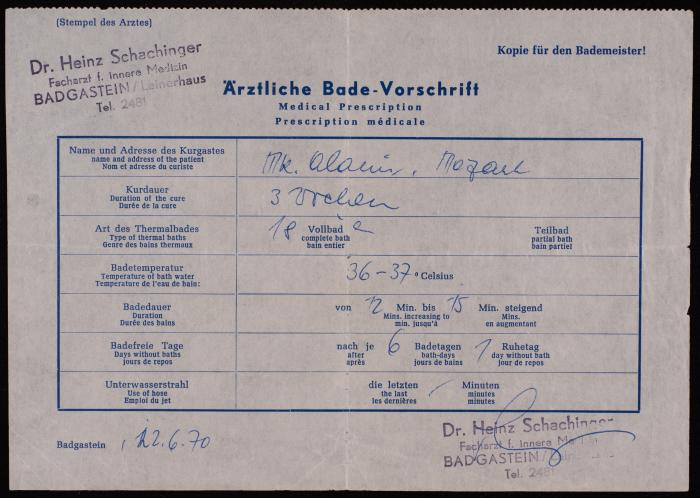 (Stempel des Arztes)
Kopie für den Bademeister!
Dr. Heinz Schachinger
Facharzt f. Innere Medizin
BADGASTEIN/Leinerhaus
Tel. 2481
Ärztliche Bade-Vorschrift
Medical Prescription
Prescription médicale
Name und Adresse des Kurgastes
name and address of the patient
Nom et adresse du curiste
Mozart
Kurdauer
Duration of the cure
Durée de la cure
3 Wochen
Art des Thermalbades
Type of thermal baths
Genre des bains thermaux
18 Vollbad e
complete bath
bain entier
Teilbad
partial bath
bain partiel
Badetemperatur
Temperature of bath water
Temperature de l'eau de bain:
36-37 ° Celsius
Badedauer
Duration
Durée des bains
von 12 Min. bis 15 Min. steigend
Mins. increasing to Mins.
min. jusqu'à en augmentant
Badefreie Tage
Days without baths
jours de repos
nach je 6 Badetagen 1 Ruhetag
after bath-days day without bath
après jours de bains jour de repos
Unterwasserstrahl
Use of hose
Emploi du jet
die letzten - Minuten
the last minutes
les dernières minutes
Badgastein, 22.6.70
Dr. Heinz Schachinger
Facharzt f. Innere Medizin
BADGASTEIN/
Tel. 2481